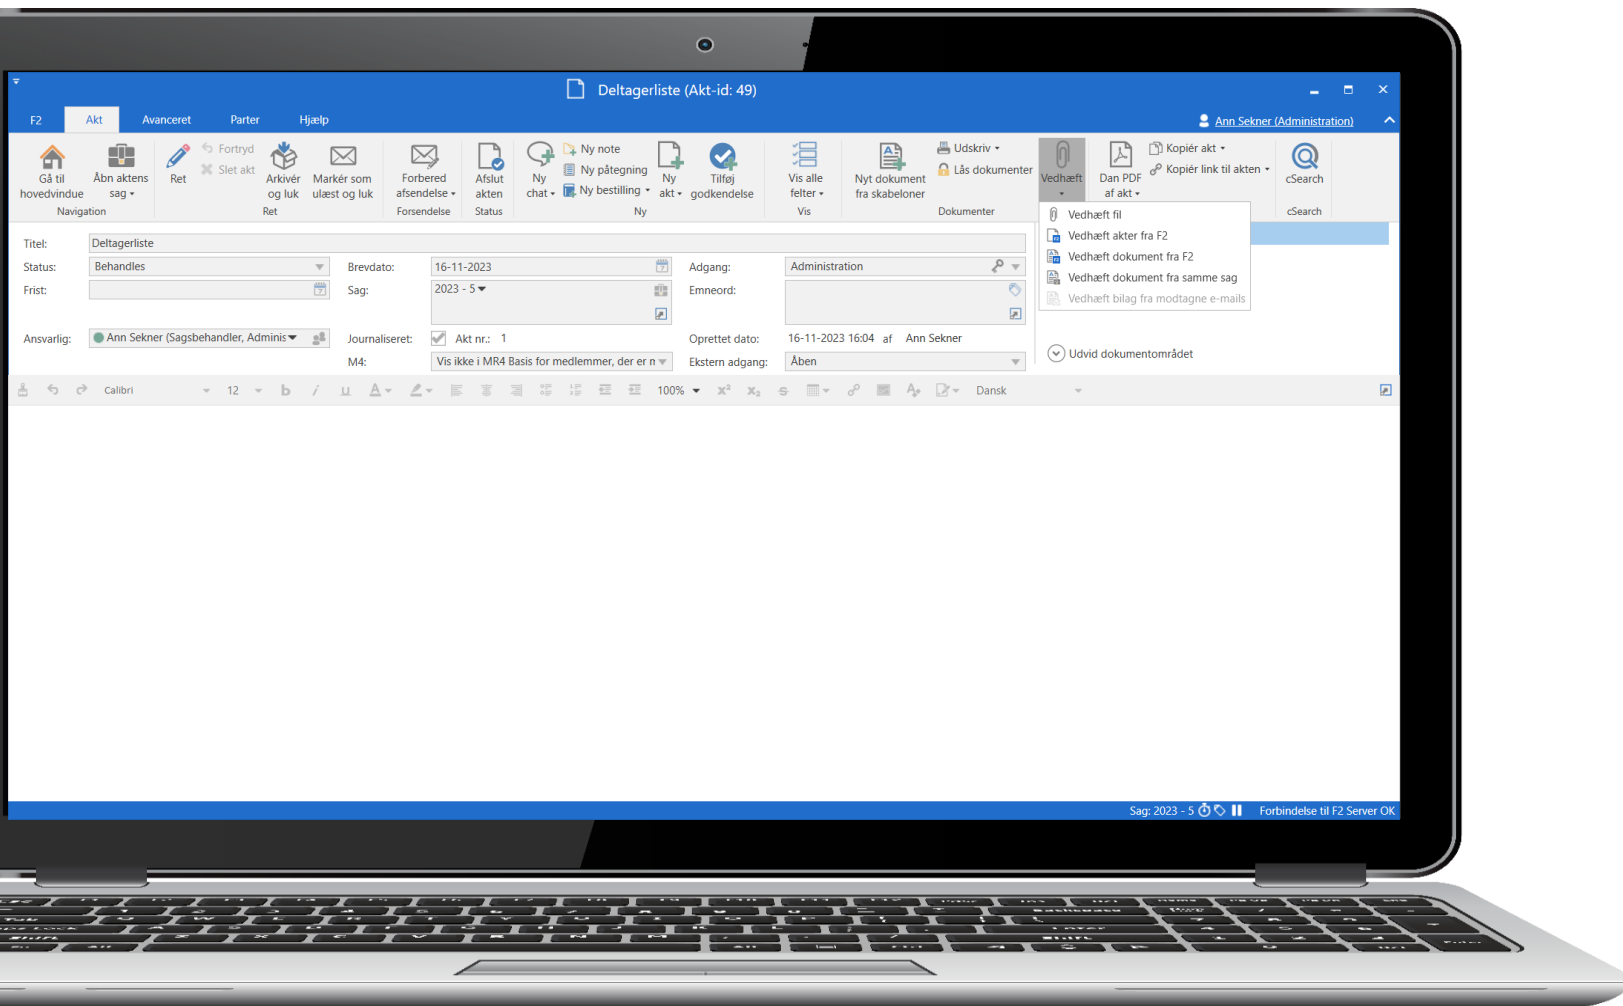 Deltagerliste (Akt-id: 49)
F2 Akt Avanceret Parter Hjælp Ann Sekner (Administration)
Gå til hovedvindue
Åbn aktens sag
Navigation
Ret
Fortryd
Slet akt
Arkivér og luk
Markér som ulæst og luk
Ret
Forbered afsendelse
Forsendelse
Afslut akten
Status
Ny chat
Ny note
Ny påtegning
Ny bestilling
Ny akt
Tilføj godkendelse
Ny
Vis alle felter
Vis
Nyt dokument fra skabeloner
Udskriv
Lås dokumenter
Dokumenter
Vedhæft
Dan PDF af akt
Kopiér akt
Kopiér link til akten
cSearch
cSearch
Vedhæft fil
Vedhæft akter fra F2
Vedhæft dokument fra F2
Vedhæft dokument fra samme sag
Vedhæft bilag fra modtagne e-mails
Titel: Deltagerliste
Status: Behandles Brevdato: 16-11-2023 Adgang: Administration
Frist: Sag: 2023 - 5 Emneord:
Ansvarlig: Ann Sekner (Sagsbehandler, Adminis Journaliseret: Akt nr.: 1 Oprettet dato: 16-11-2023 16:04 af Ann Sekner
M4: Vis ikke i MR4 Basis for medlemmer, der er n Ekstern adgang: Åben
Udvid dokumentområdet
Calibri 12 b i u A 100% x² x₂ Dansk
Sag: 2023 - 5 Forbindelse til F2 Server OK